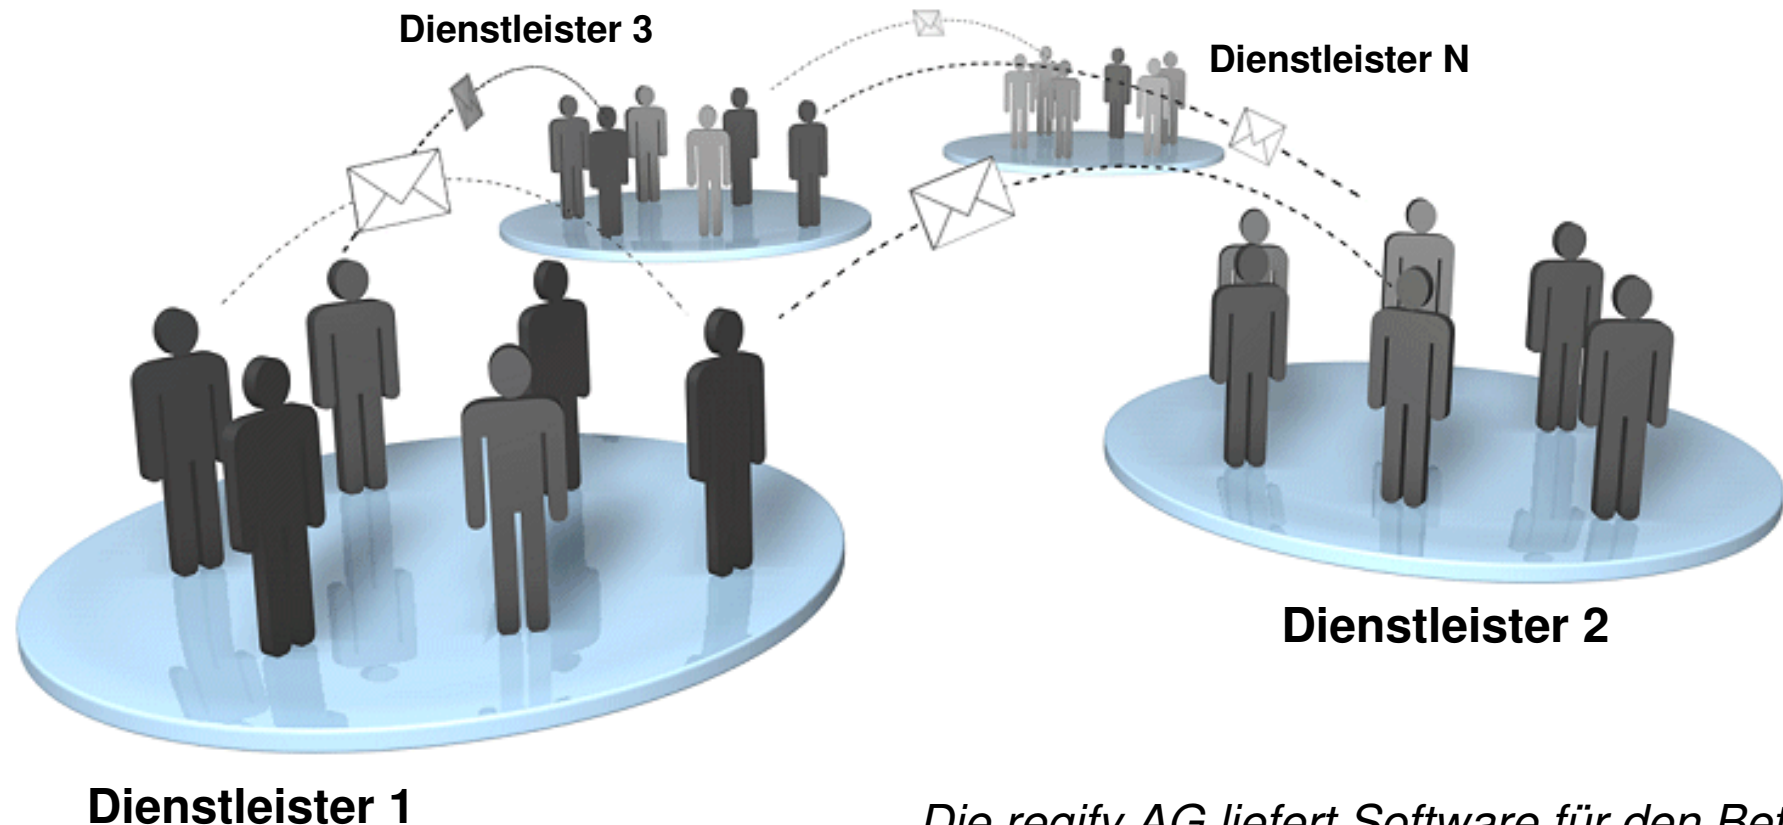 Dienstleister 3
Dienstleister N
Dienstleister 2
Dienstleister 1
Die regify AG liefert Software für den